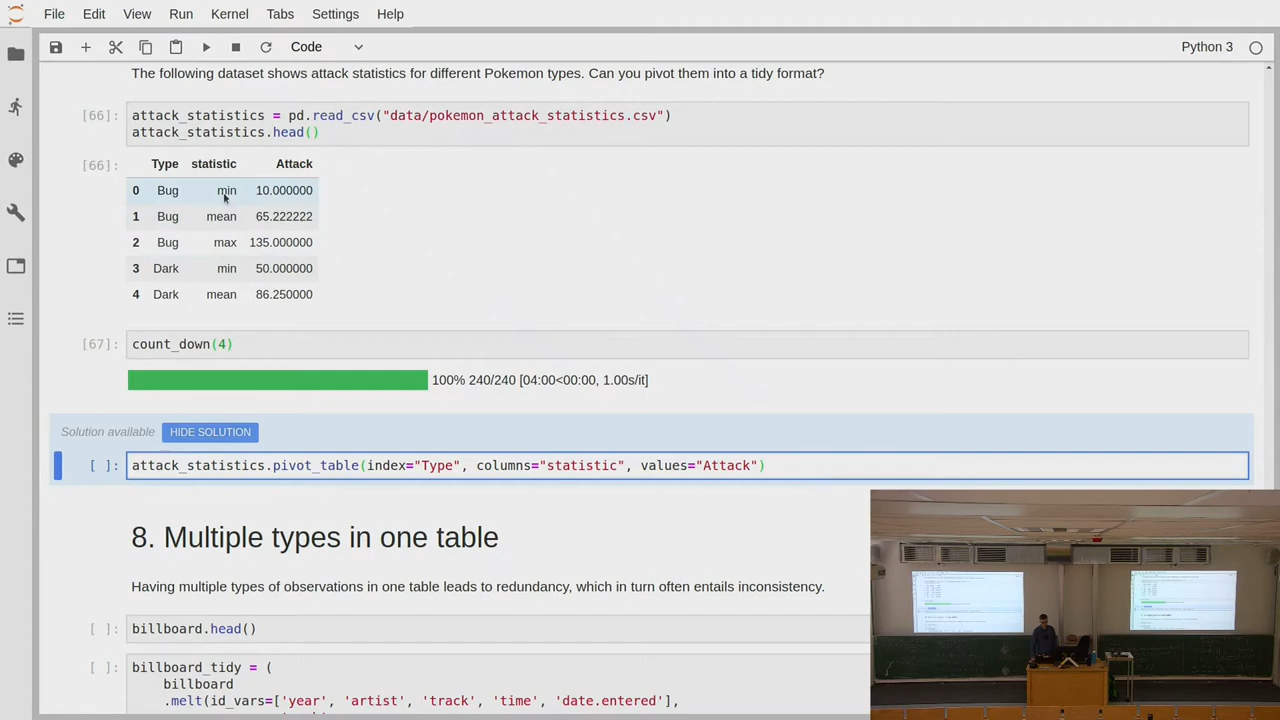 File Edit View Run Kernel Tabs Settings Help
Code Python 3
The following dataset shows attack statistics for different Pokemon types. Can you pivot them into a tidy format?
[66]: attack_statistics = pd.read_csv("data/pokemon_attack_statistics.csv")
attack_statistics.head()
[66]: Type statistic Attack
0 Bug min 10.000000
1 Bug mean 65.222222
2 Bug max 135.000000
3 Dark min 50.000000
4 Dark mean 86.250000
[67]: count_down(4)
100% 240/240 [04:00<00:00, 1.00s/it]
Solution available HIDE SOLUTION
[ ]: attack_statistics.pivot_table(index="Type", columns="statistic", values="Attack")
8. Multiple types in one table
Having multiple types of observations in one table leads to redundancy, which in turn often entails inconsistency.
[ ]: billboard.head()
[ ]: billboard_tidy = (
billboard
.melt(id_vars=['year', 'artist', 'track', 'time', 'date.entered'],